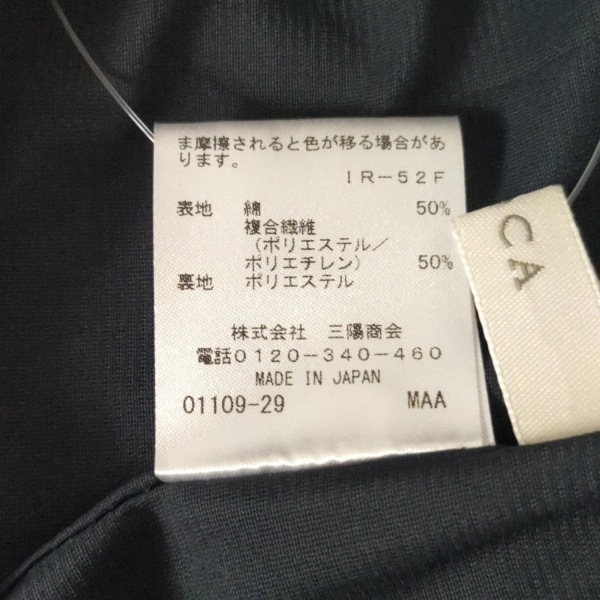 ま摩擦されると色が移る場合があ
ります。
IR-52F
表地 綿 50%
複合繊維
(ポリエステル/
ポリエチレン) 50%
裏地 ポリエステル
株式会社 三陽商会
電話0120-340-460
MADE IN JAPAN
01109-29 MAA
CA